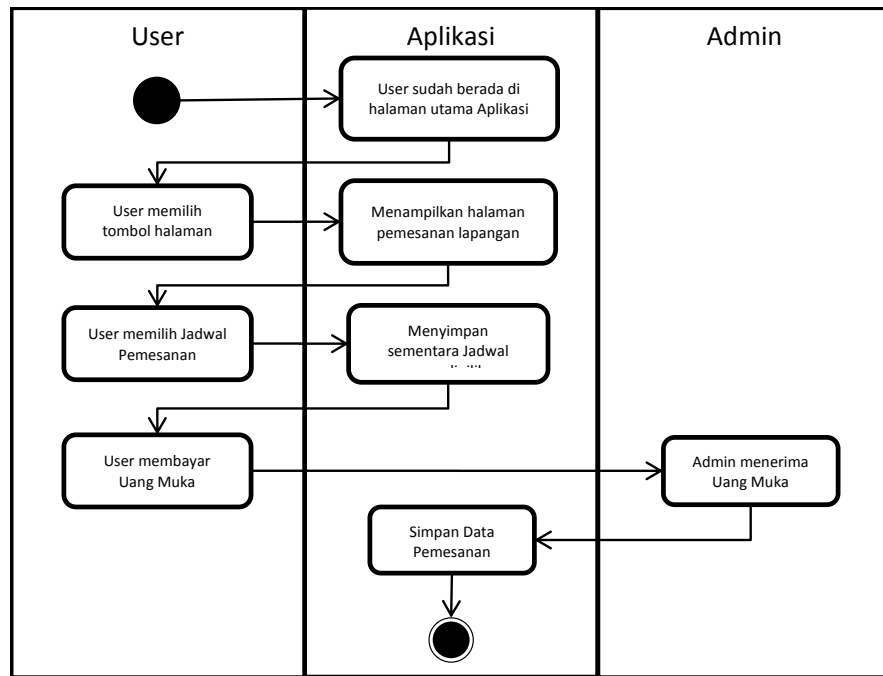 User
Aplikasi
Admin
User sudah berada di
halaman utama Aplikasi
User memilih
tombol halaman
Menampilkan halaman
pemesanan lapangan
User memilih Jadwal
Pemesanan
Menyimpan
sementara Jadwal
User membayar
Uang Muka
Admin menerima
Uang Muka
Simpan Data
Pemesanan